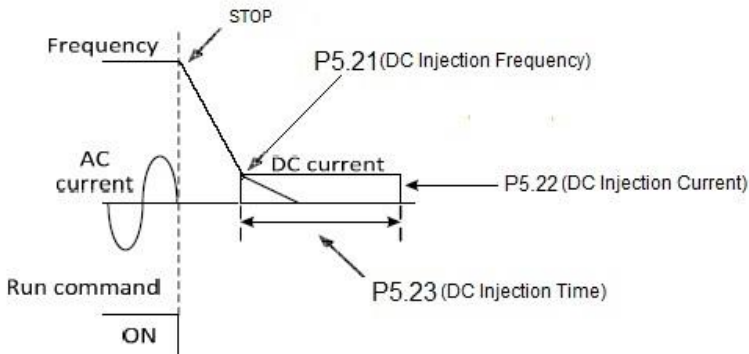 STOP
Frequency
P5.21 (DC Injection Frequency)
AC
current
DC current
P5.22 (DC Injection Current)
P5.23 (DC Injection Time)
Run command
ON